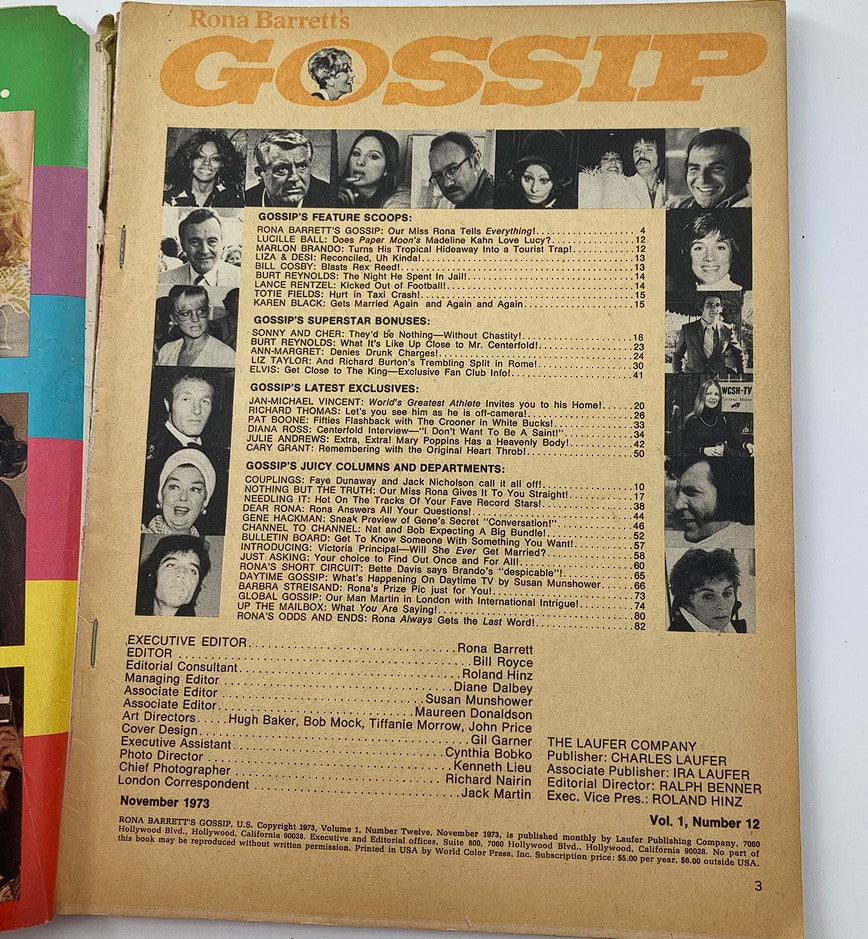 Rona Barrett's
GOSSIP
GOSSIP'S FEATURE SCOOPS:
RONA BARRETT'S GOSSIP: Our Miss Rona Tells Everything! 4
LUCILLE BALL: Does Paper Moon's Madeline Kahn Love Lucy? 12
MARLON BRANDO: Turns His Tropical Hideaway Into a Tourist Trap! 12
LIZA & DESI: Reconciled, Uh Kinda! 13
BILL COSBY: Blasts Rex Reed! 13
BURT REYNOLDS: The Night He Spent In Jail! 14
LANCE RENTZEL: Kicked Out of Football! 14
TOTIE FIELDS: Hurt in Taxi Crash! 15
KAREN BLACK: Gets Married Again and Again and Again 15
GOSSIP'S SUPERSTAR BONUSES:
SONNY AND CHER: They'd be Nothing—Without Chastity! 18
BURT REYNOLDS: What It's Like Up Close to Mr. Centerfold! 23
ANN-MARGRET: Denies Drunk Charges! 24
LIZ TAYLOR: And Richard Burton's Trembling Split in Rome! 30
ELVIS: Get Close to The King—Exclusive Fan Club Info! 41
GOSSIP'S LATEST EXCLUSIVES:
JAN-MICHAEL VINCENT: World's Greatest Athlete Invites you to His Home! 20
RICHARD THOMAS: Let's you see him as he is off-camera! 26
PAT BOONE: Fifties Flashback with The Crooner in White Bucks! 33
DIANA ROSS: Centerfold Interview—"I Don't Want To Be A Saint!" 34
JULIE ANDREWS: Extra, Extra! Mary Poppins Has a Heavenly Body! 42
CARY GRANT: Remembering with the Original Heart Throb! 50
GOSSIP'S JUICY COLUMNS AND DEPARTMENTS:
COUPLINGS: Faye Dunaway and Jack Nicholson call it all off! 10
NOTHING BUT THE TRUTH: Our Miss Rona Gives It To You Straight! 17
NEEDLING IT: Hot On The Tracks Of Your Fave Record Stars! 38
DEAR RONA: Rona Answers All Your Questions! 44
GENE HACKMAN: Sneak Preview of Gene's Secret "Conversation!" 46
CHANNEL TO CHANNEL: Nat and Bob Expecting A Big Bundle! 52
BULLETIN BOARD: Get To Know Someone With Something You Want! 57
INTRODUCING: Victoria Principal—Will She Ever Get Married? 58
JUST ASKING: Your choice to Find Out Once and For All! 60
RONA'S SHORT CIRCUIT: Bette Davis says Brando's "despicable"! 65
DAYTIME GOSSIP: What's Happening On Daytime TV by Susan Munshower 66
BARBRA STREISAND: Rona's Prize Pic just for You! 73
GLOBAL GOSSIP: Our Man Martin in London with International Intrigue! 74
UP THE MAILBOX: What You Are Saying! 80
RONA'S ODDS AND ENDS: Rona Always Gets the Last Word! 82
WCSH-TV
EXECUTIVE EDITOR Rona Barrett
EDITOR Bill Royce
Editorial Consultant Roland Hinz
Managing Editor Diane Dalbey
Associate Editor Susan Munshower
Associate Editor Maureen Donaldson
Art Directors Hugh Baker, Bob Mock, Tiffanie Morrow, John Price
Cover Design Gil Garner
Executive Assistant Cynthia Bobko
Photo Director Kenneth Lieu
Chief Photographer Richard Nairin
London Correspondent Jack Martin
THE LAUFER COMPANY
Publisher: CHARLES LAUFER
Associate Publisher: IRA LAUFER
Editorial Director: RALPH BENNER
Exec. Vice Pres.: ROLAND HINZ
November 1973
Vol. 1, Number 12
RONA BARRETT'S GOSSIP, U.S. Copyright 1973, Volume 1, Number Twelve, November 1973, is published monthly by Laufer Publishing Company, 7060
Hollywood Blvd., Hollywood, California 90028. Executive and Editorial offices, Suite 800, 7060 Hollywood Blvd., Hollywood, California 90028. No part of
this book may be reproduced without written permission. Printed in USA by World Color Press, Inc. Subscription price: $5.00 per year, $6.00 outside USA.
3